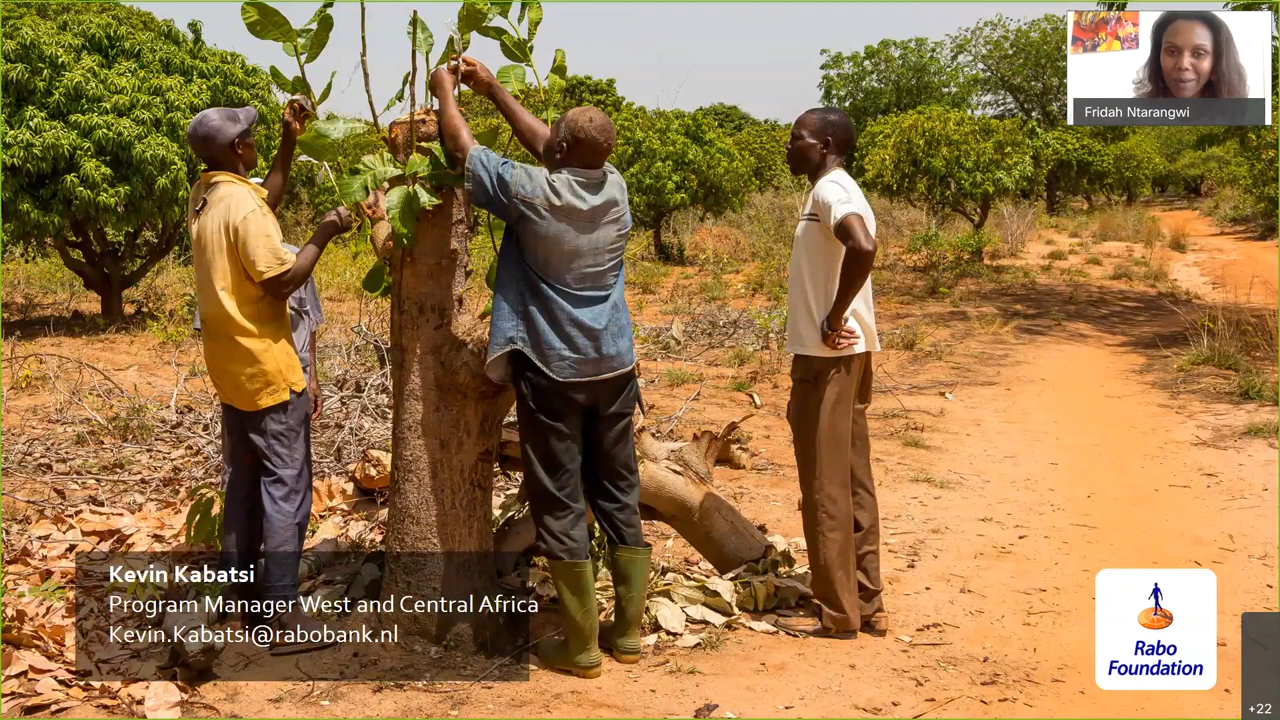 Fridah Ntarangwi
Kevin Kabatsi
Program Manager West and Central Africa
Kevin.Kabatsi@rabobank.nl
Rabo
Foundation
+22